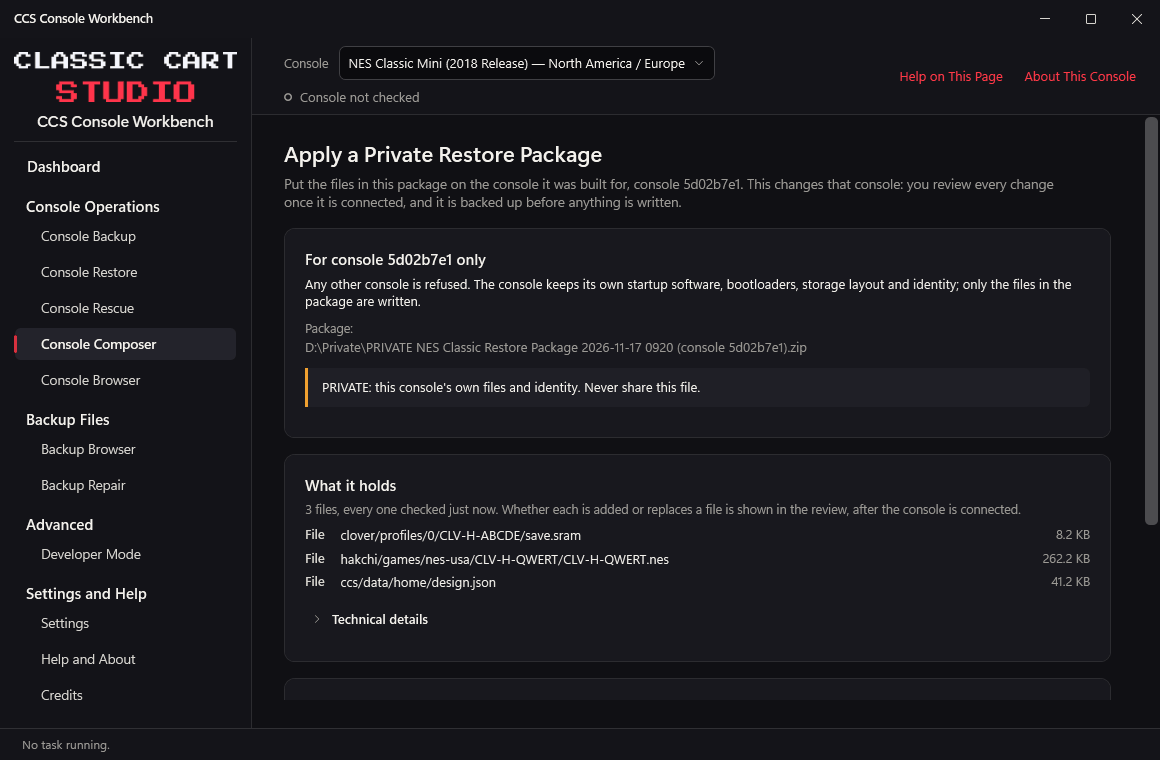 CCS Console Workbench
CLASSIC CART
STUDIO
CCS Console Workbench
Dashboard
Console Operations
Console Backup
Console Restore
Console Rescue
Console Composer
Console Browser
Backup Files
Backup Browser
Backup Repair
Advanced
Developer Mode
Settings and Help
Settings
Help and About
Credits
Console NES Classic Mini (2018 Release) — North America / Europe
Console not checked
Help on This Page About This Console
Apply a Private Restore Package
Put the files in this package on the console it was built for, console 5d02b7e1. This changes that console: you review every change
once it is connected, and it is backed up before anything is written.
For console 5d02b7e1 only
Any other console is refused. The console keeps its own startup software, bootloaders, storage layout and identity; only the files in the
package are written.
Package:
D:\Private\PRIVATE NES Classic Restore Package 2026-11-17 0920 (console 5d02b7e1).zip
PRIVATE: this console's own files and identity. Never share this file.
What it holds
3 files, every one checked just now. Whether each is added or replaces a file is shown in the review, after the console is connected.
File clover/profiles/0/CLV-H-ABCDE/save.sram 8.2 KB
File hakchi/games/nes-usa/CLV-H-QWERT/CLV-H-QWERT.nes 262.2 KB
File ccs/data/home/design.json 41.2 KB
Technical details
No task running.